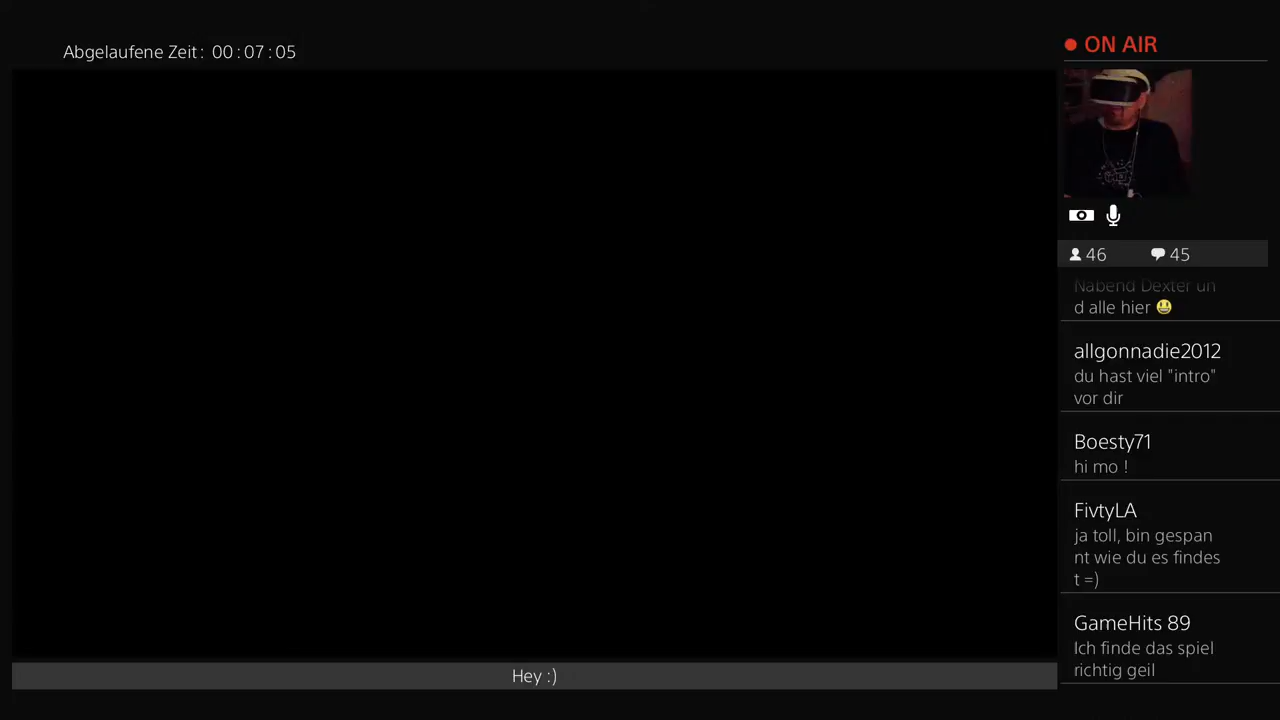 Abgelaufene Zeit: 00:07:05
ON AIR
46 45
Nabend Dexter un
d alle hier
allgonnadie2012
du hast viel "intro"
vor dir
Boesty71
hi mo !
FivtyLA
ja toll, bin gespan
nt wie du es findes
t =)
GameHits 89
Ich finde das spiel
richtig geil
Hey :)